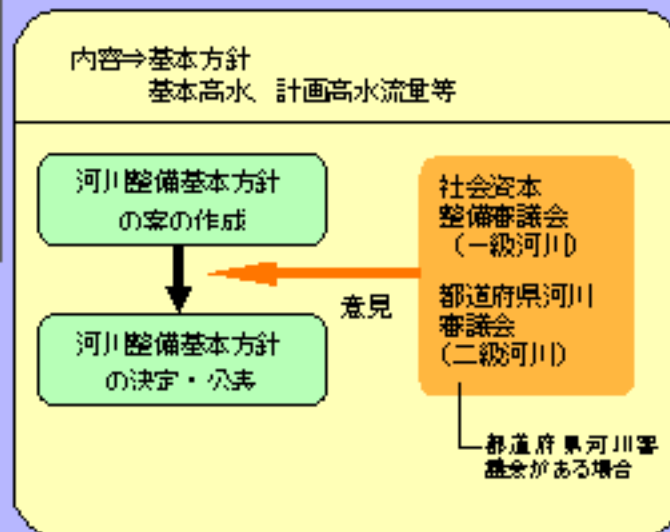 内容⇒基本方針
基本高水、計画高水流量等
河川整備基本方針
の案の作成
社会資本
整備審議会
（一級河川）
都道府県河川
審議会
(二級河川)
意見
河川整備基本方針
の決定・公表
都道府県河川審
議会がある場合